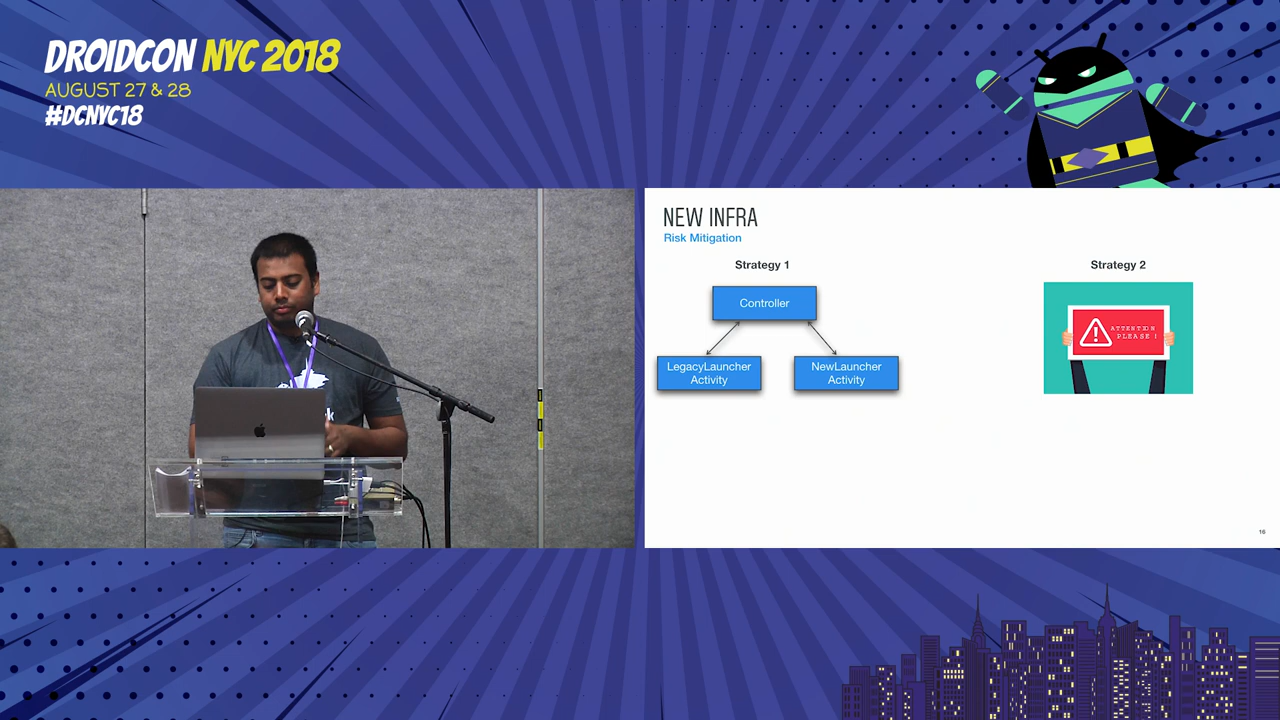 DROIDCON NYC 2018
AUGUST 27 & 28
#DCNYC18
NEW INFRA
Risk Mitigation
Strategy 1
Strategy 2
Controller
LegacyLauncher
Activity
NewLauncher
Activity
ATTENTION
PLEASE!
16